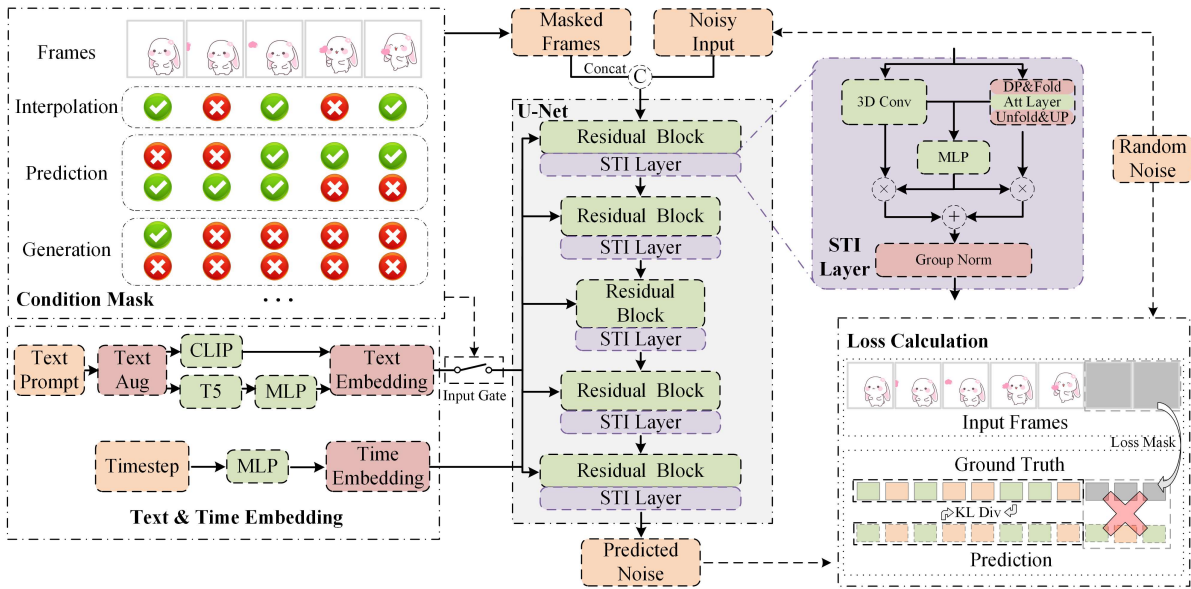 Frames
Interpolation
Prediction
Generation
Condition Mask
. . .
Masked
Frames
Noisy
Input
Concat
C
U-Net
Residual Block
STI Layer
Residual Block
STI Layer
Residual
Block
STI Layer
Residual Block
STI Layer
Residual Block
STI Layer
Predicted
Noise
3D Conv
DP&Fold
Att Layer
Unfold&UP
MLP
Group Norm
STI
Layer
Random
Noise
Text
Prompt
Text
Aug
CLIP
T5
MLP
Text
Embedding
Input Gate
Timestep
MLP
Time
Embedding
Text & Time Embedding
Loss Calculation
Input Frames
Loss Mask
Ground Truth
KL Div
Prediction